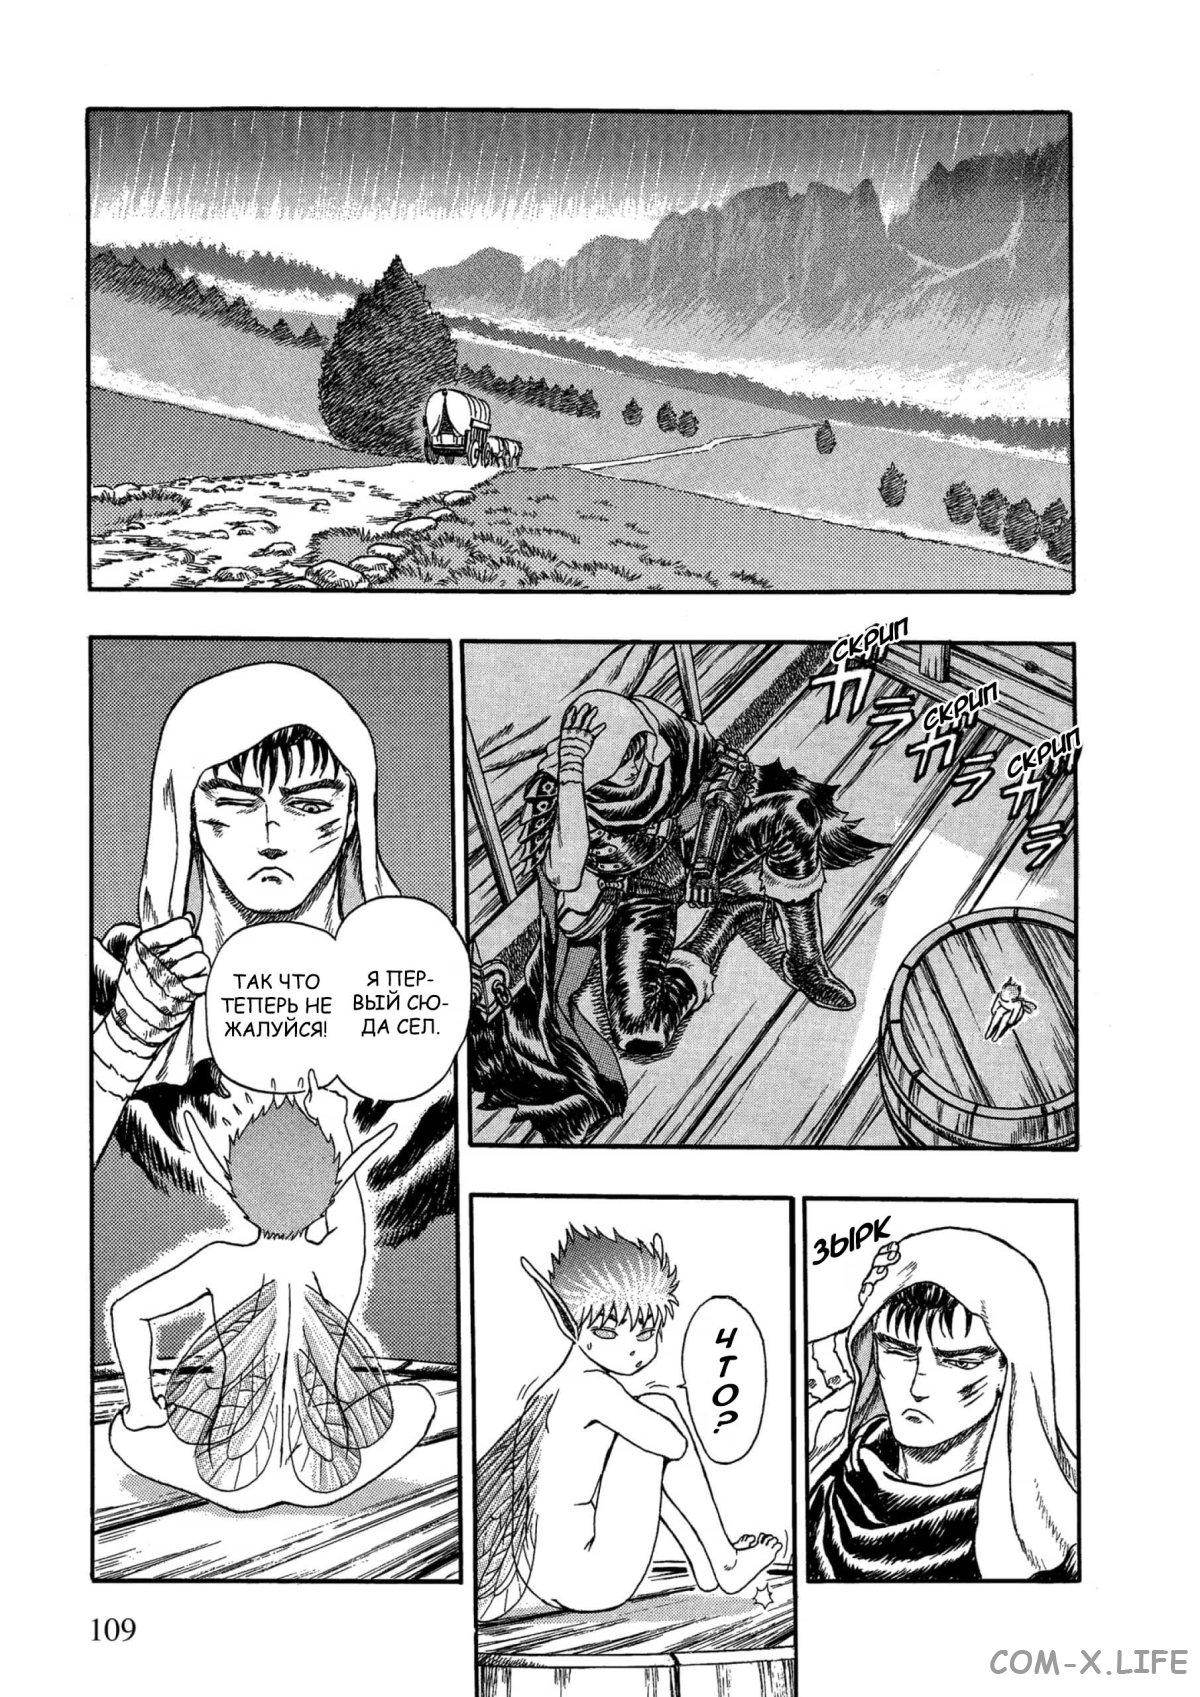 СКРИП
СКРИП
СКРИП
ガラ
ガラ
ガラ
ЗЫРК
ЧТО?
Я ПЕР-
ВЫЙ СЮ-
ДА СЕЛ.
ТАК ЧТО
ТЕПЕРЬ НЕ
ЖАЛУЙСЯ!
109
COM-X.LIFE